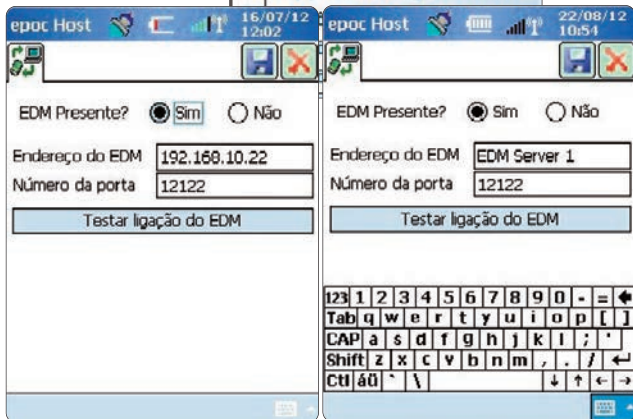 epoc Host 16/07/12 12:02
EDM Presente? Sim Não
Endereço do EDM 192.168.10.22
Número da porta 12122
Testar ligação do EDM
epoc Host 22/08/12 10:54
EDM Presente? Sim Não
Endereço do EDM EDM Server 1
Número da porta 12122
Testar ligação do EDM
123 1 2 3 4 5 6 7 8 9 0 - =
Tab q w e r t y u i o p [ ]
CAP a s d f g h j k l ; '
Shift z x c v b n m , . /
Ctl áü ` \